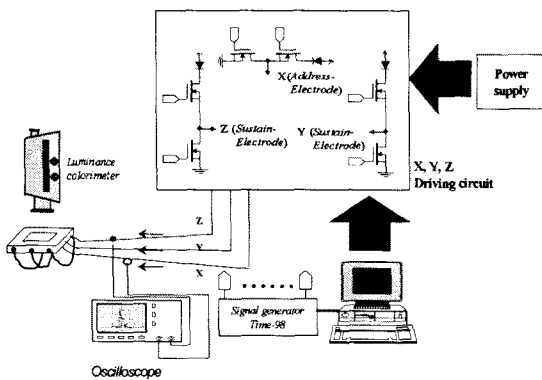 X (Address-
Electrode)
Z (Sustain-
Electrode)
Y (Sustain-
Electrode)
Power
supply
X, Y, Z
Driving circuit
Luminance
colorimeter
Z
Y
X
Signal generator
Time-98
Oscilloscope